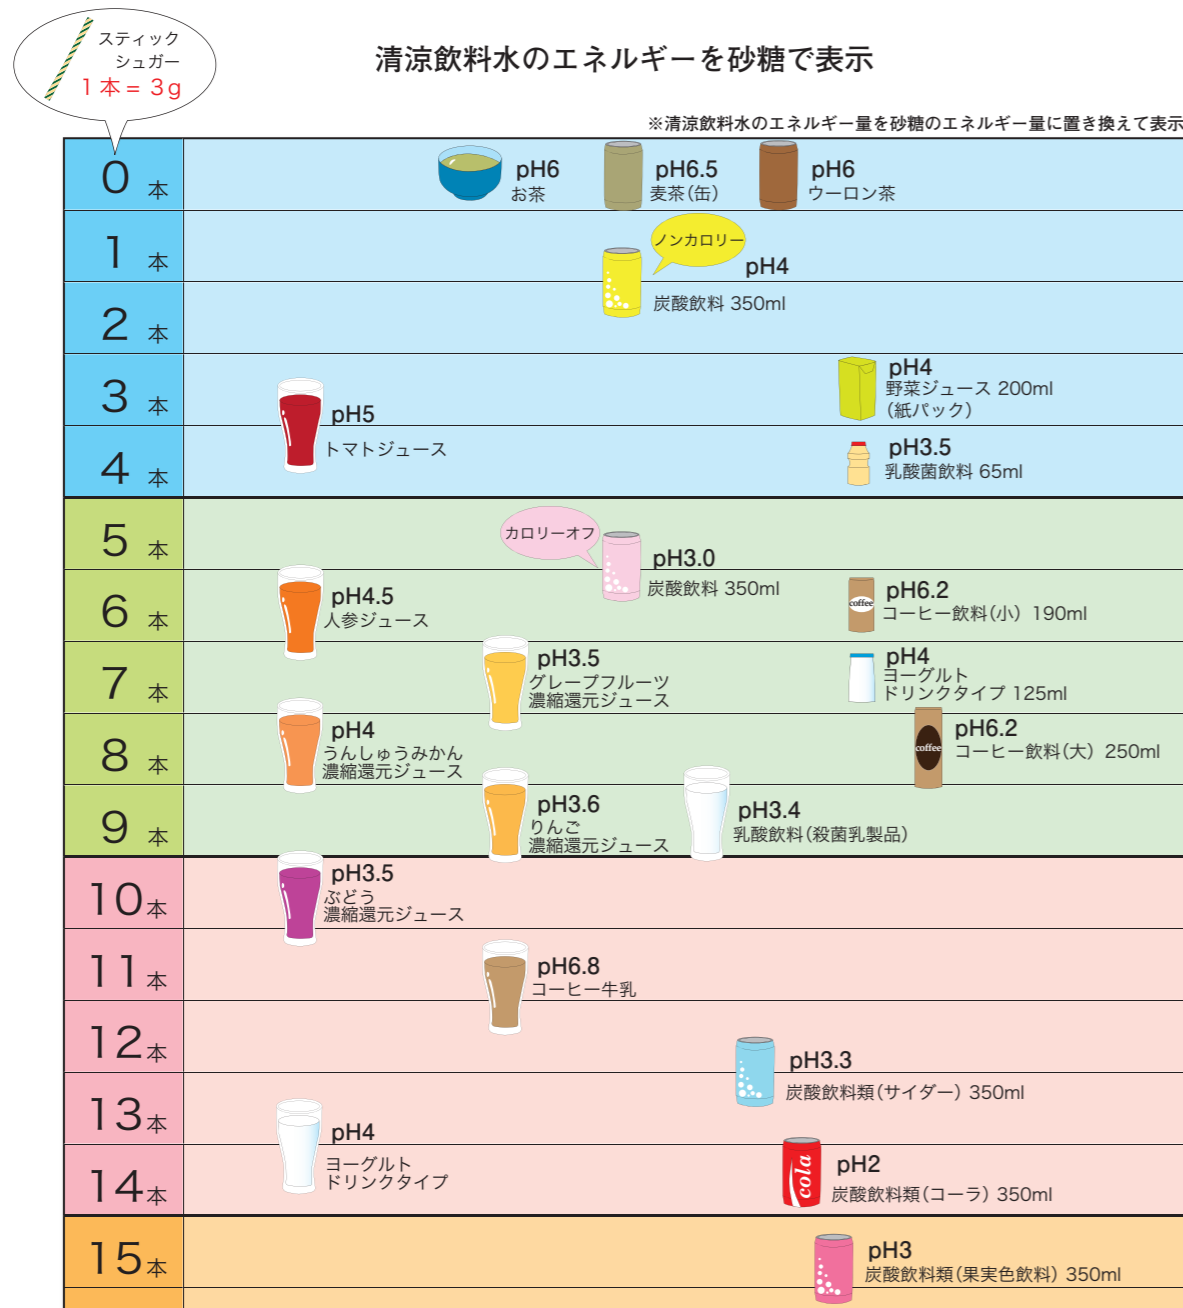 スティック
シュガー
1本= 3g
清涼飲料水のエネルギーを砂糖で表示
※清涼飲料水のエネルギー量を砂糖のエネルギー量に置き換えて表示
0 本
pH6
お茶
pH6.5
麦茶(缶)
pH6
ウーロン茶
1 本
ノンカロリー
pH4
炭酸飲料 350ml
2 本
3 本
pH5
トマトジュース
pH4
野菜ジュース 200ml
(紙パック)
4 本
pH3.5
乳酸菌飲料 65ml
5 本
カロリーオフ
pH3.0
炭酸飲料 350ml
6 本
pH4.5
人参ジュース
coffee
pH6.2
コーヒー飲料(小) 190ml
7 本
pH3.5
グレープフルーツ
濃縮還元ジュース
pH4
ヨーグルト
ドリンクタイプ 125ml
8 本
pH4
うんしゅうみかん
濃縮還元ジュース
coffee
pH6.2
コーヒー飲料(大) 250ml
9 本
pH3.6
りんご
濃縮還元ジュース
pH3.4
乳酸飲料(殺菌乳製品)
10本
pH3.5
ぶどう
濃縮還元ジュース
11本
pH6.8
コーヒー牛乳
12本
pH3.3
炭酸飲料類(サイダー) 350ml
13本
pH4
ヨーグルト
ドリンクタイプ
14本
cola
pH2
炭酸飲料類(コーラ) 350ml
15本
pH3
炭酸飲料類(果実色飲料) 350ml